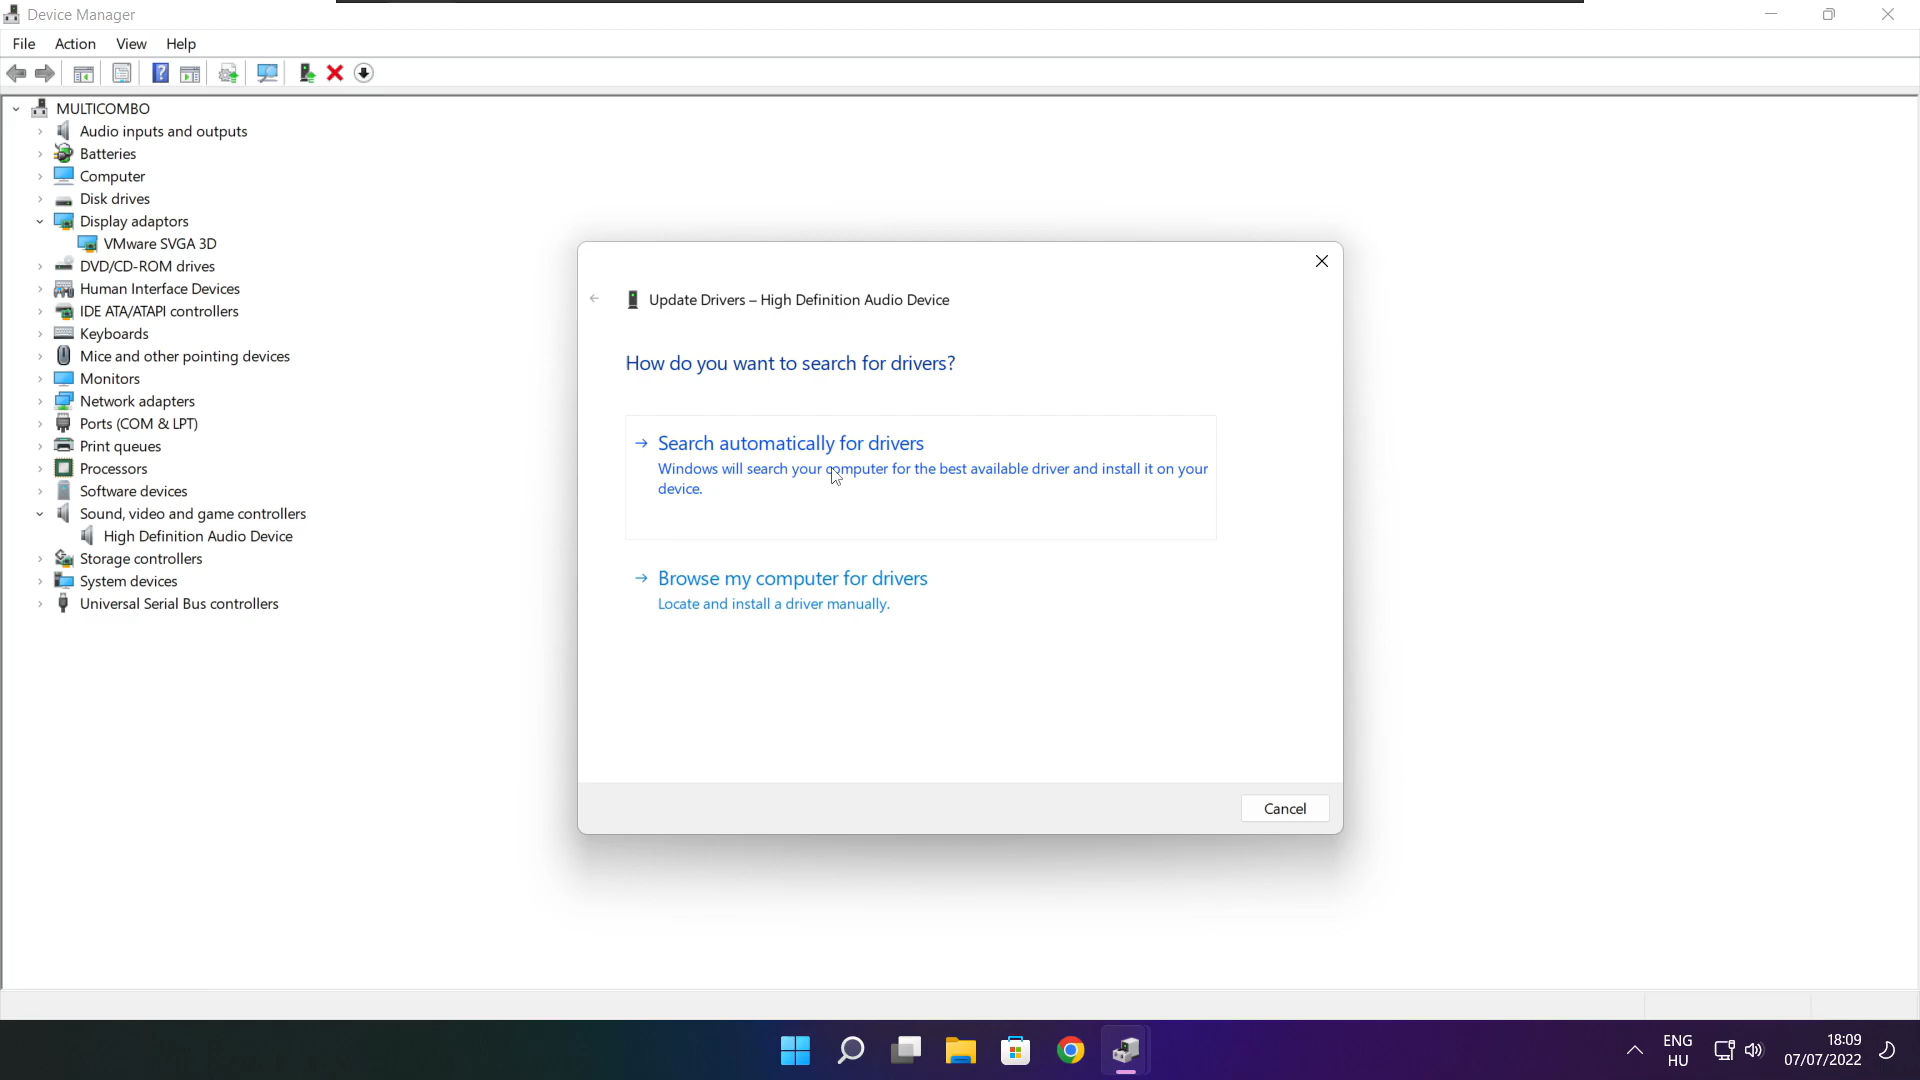 Device Manager
File Action View Help
MULTICOMBO
Audio inputs and outputs
Batteries
Computer
Disk drives
Display adaptors
VMware SVGA 3D
DVD/CD-ROM drives
Human Interface Devices
IDE ATA/ATAPI controllers
Keyboards
Mice and other pointing devices
Monitors
Network adapters
Ports (COM & LPT)
Print queues
Processors
Software devices
Sound, video and game controllers
High Definition Audio Device
Storage controllers
System devices
Universal Serial Bus controllers
Update Drivers – High Definition Audio Device
How do you want to search for drivers?
Search automatically for drivers
Windows will search your computer for the best available driver and install it on your
device.
Browse my computer for drivers
Locate and install a driver manually.
Cancel
ENG
HU
18:09
07/07/2022